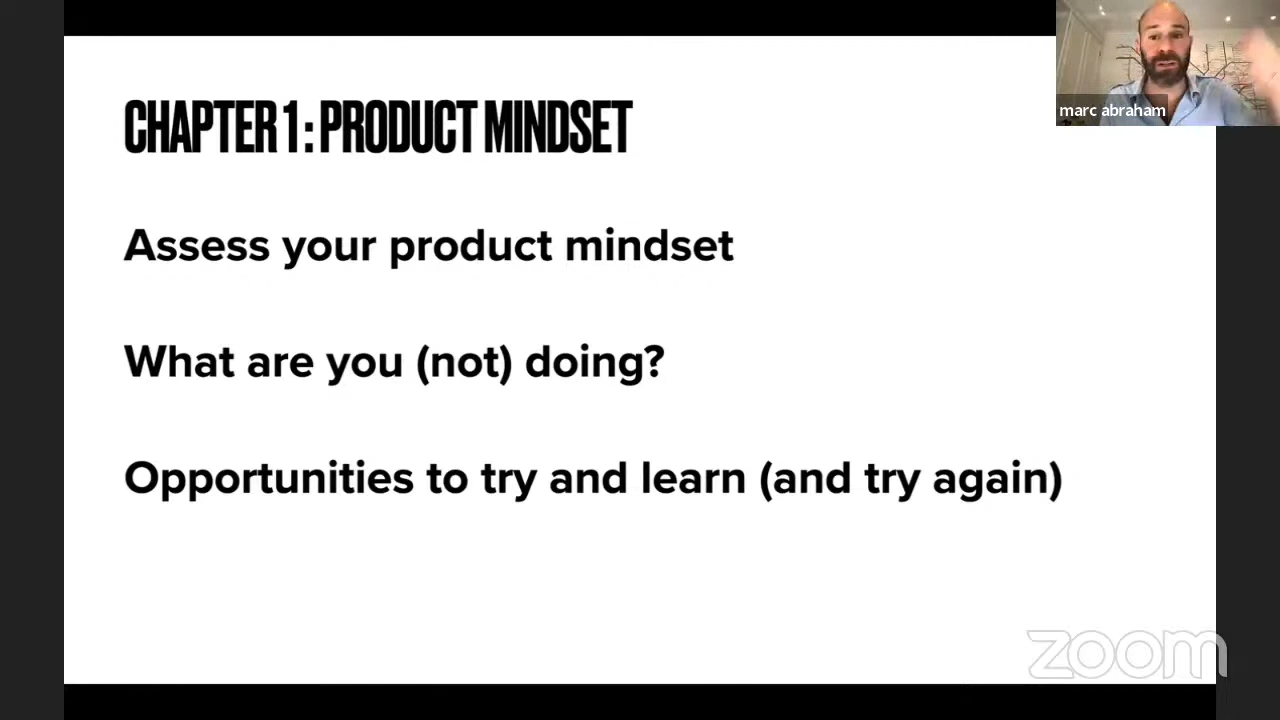 CHAPTER 1: PRODUCT MINDSET
marc abraham
Assess your product mindset
What are you (not) doing?
Opportunities to try and learn (and try again)
zoom